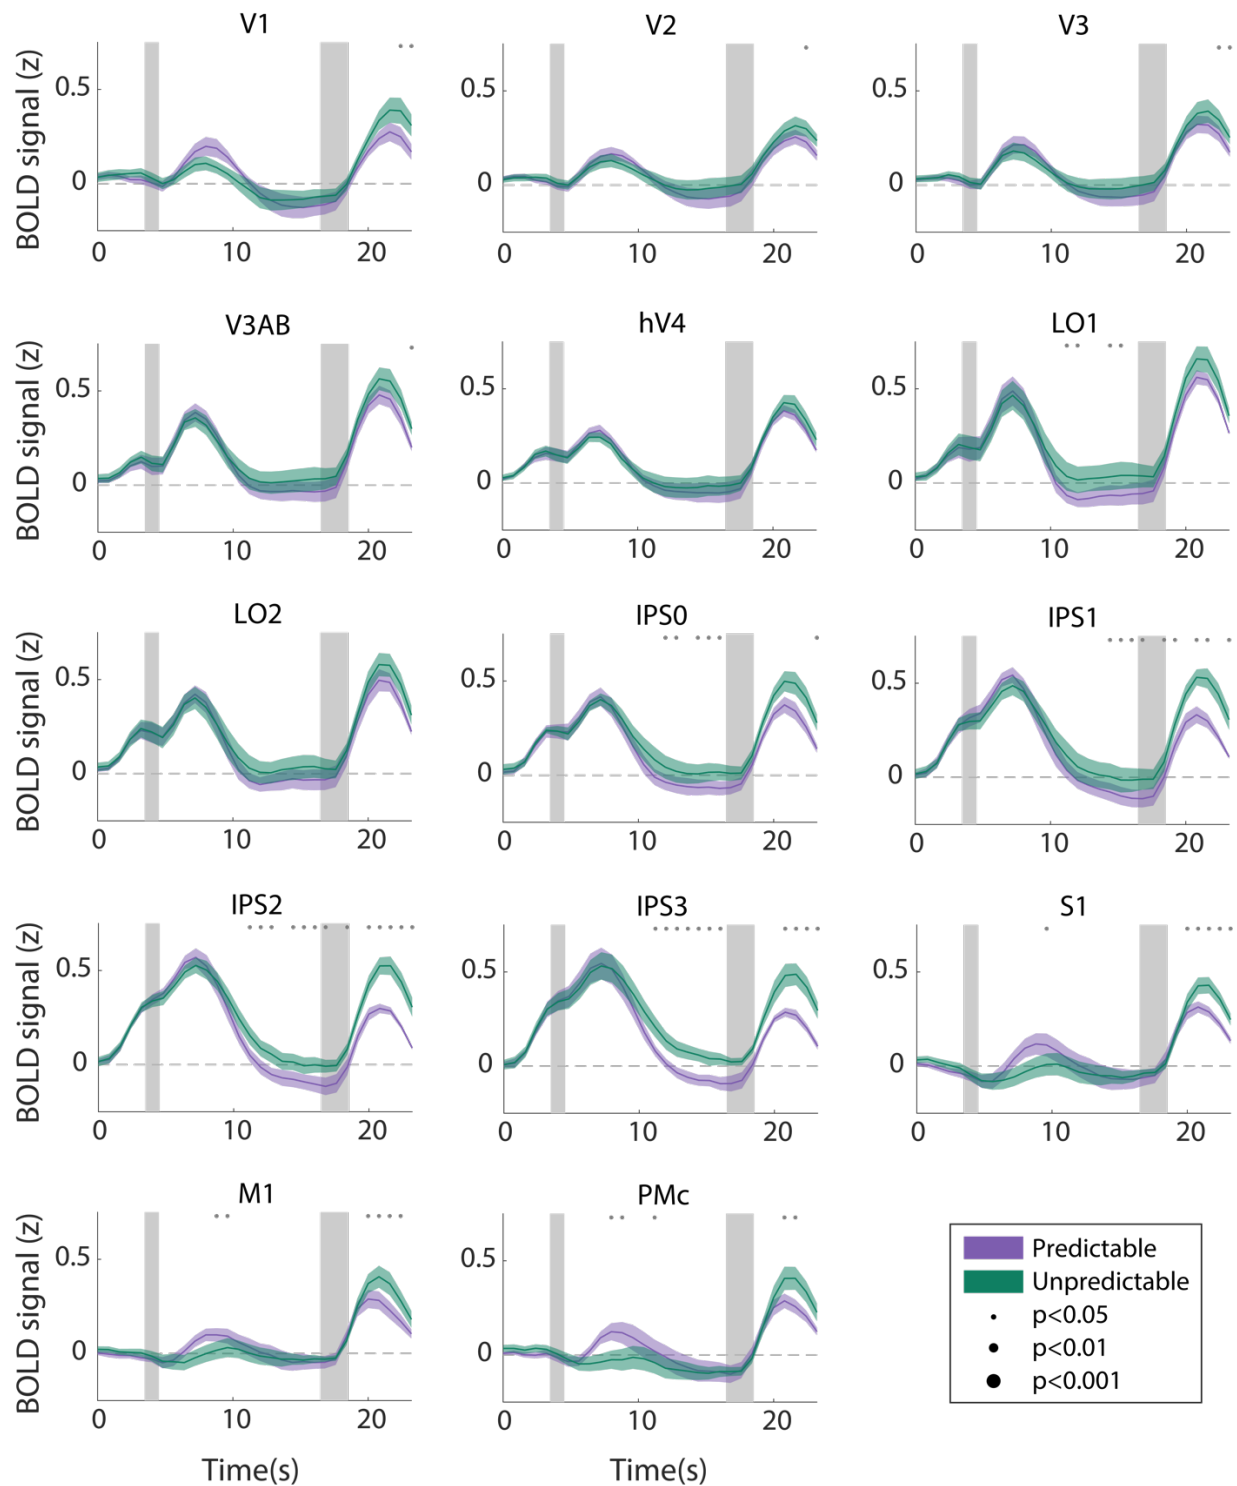 V1 V2 V3
BOLD signal (z)
0.5 0.5 0.5
0 0 0
0 10 20 0 10 20 0 10 20
V3AB hV4 LO1
BOLD signal (z)
0.5 0.5 0.5
0 0 0
0 10 20 0 10 20 0 10 20
LO2 IPS0 IPS1
BOLD signal (z)
0.5 0.5 0.5
0 0 0
0 10 20 0 10 20 0 10 20
IPS2 IPS3 S1
BOLD signal (z)
0.5 0.5 0.5
0 0 0
0 10 20 0 10 20 0 10 20
M1 PMc
BOLD signal (z)
0.5 0.5
0 0
0 10 20 0 10 20
Time(s) Time(s)
Predictable
Unpredictable
p<0.05
p<0.01
p<0.001